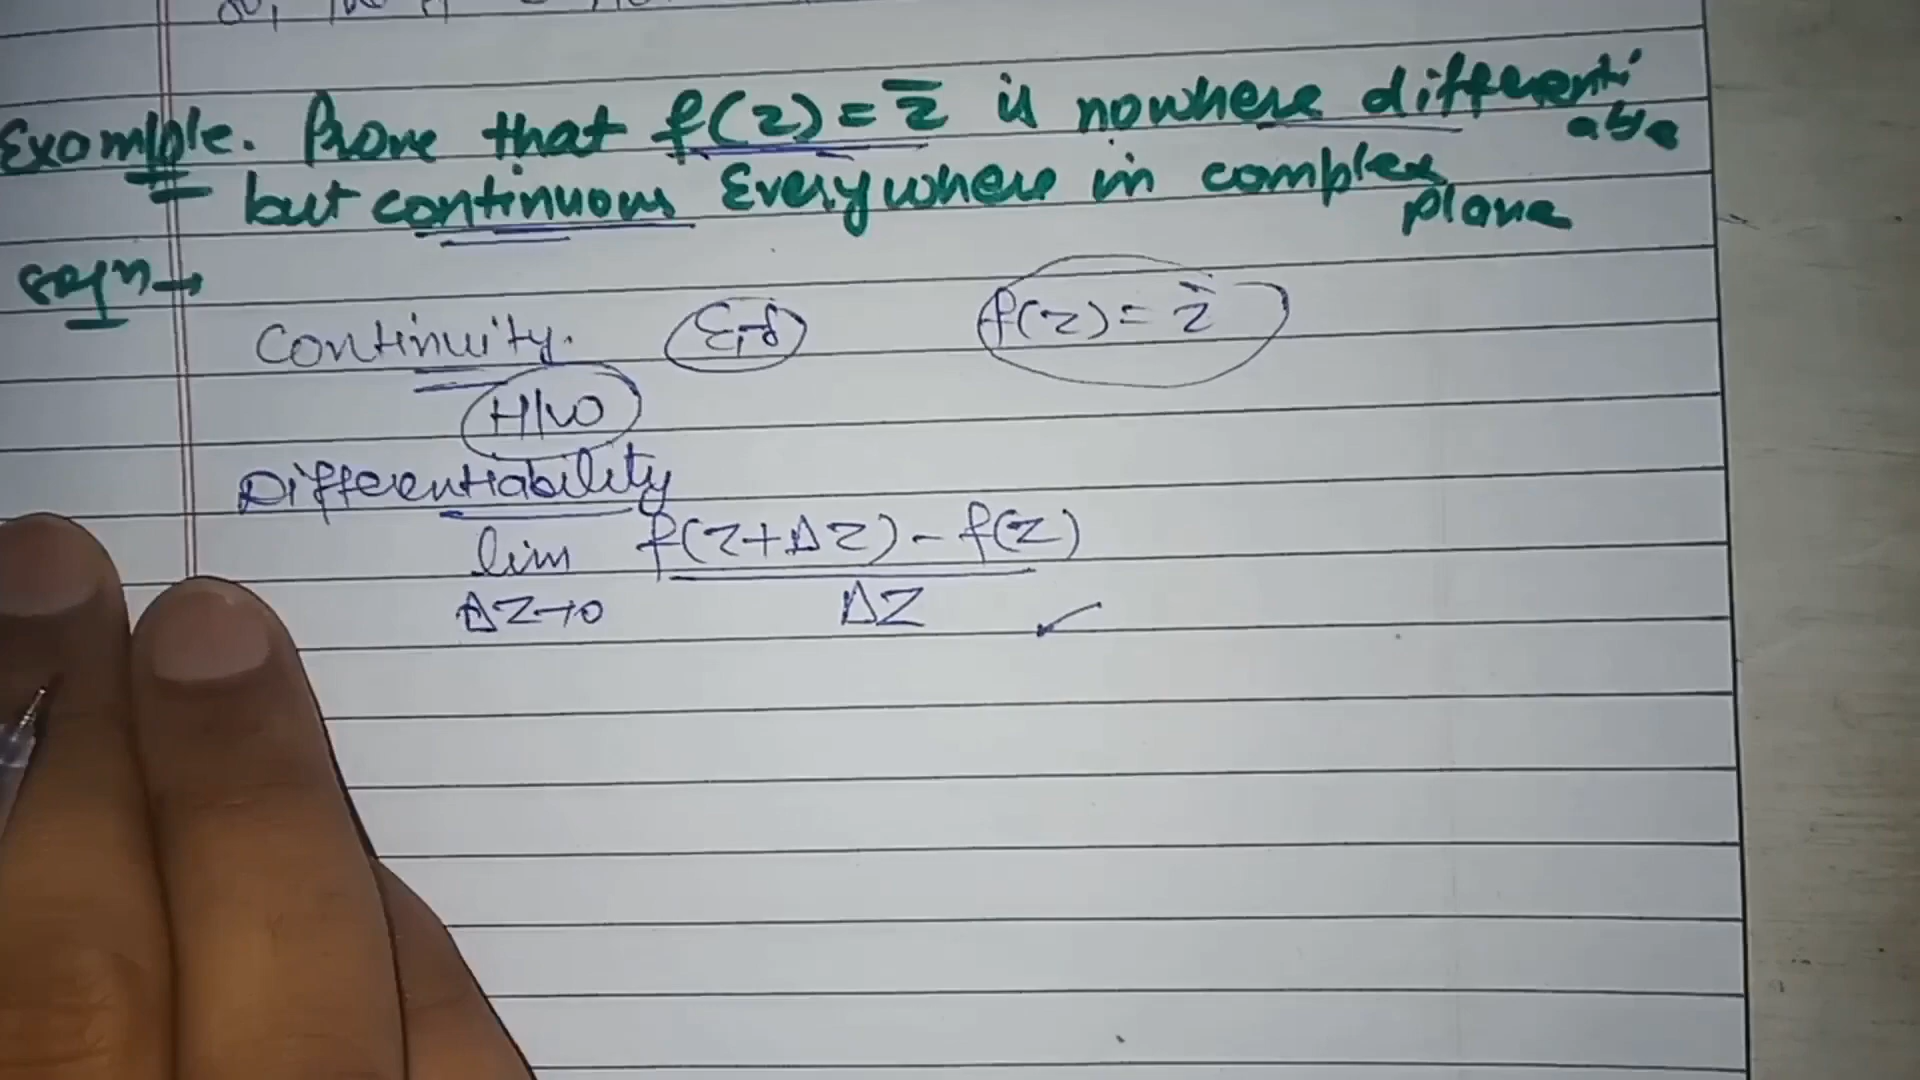 Example. Prove that f(z) = z̅ is nowhere differentiable
but continuous Everywhere in complex plane
Soln →
Continuity. ε, δ f(z) = z̅
H/W
Differentiability
lim f(z+Δz) - f(z)
Δz→0 Δz ✓